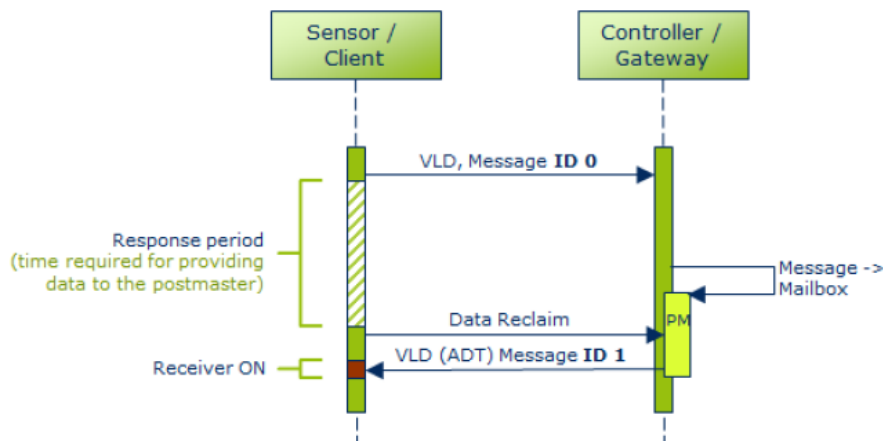 Sensor /
Client
Controller /
Gateway
VLD, Message ID 0
Response period
(time required for providing
data to the postmaster)
Message ->
Mailbox
PM
Data Reclaim
VLD (ADT) Message ID 1
Receiver ON